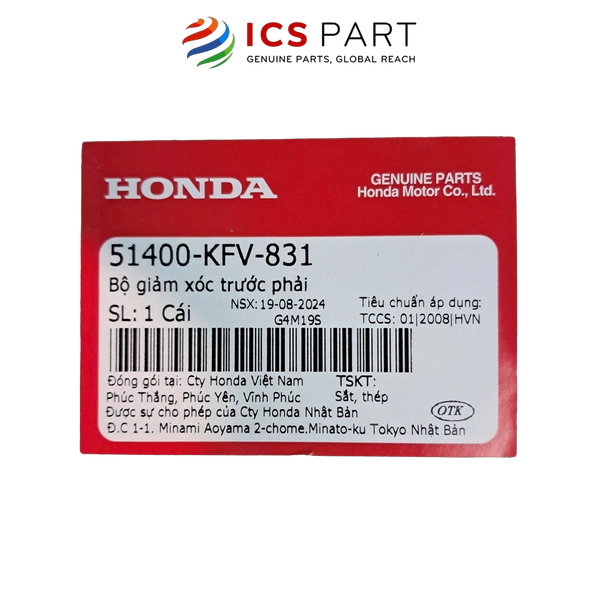 ICS PART
GENUINE PARTS, GLOBAL REACH
HONDA
GENUINE PARTS
Honda Motor Co., Ltd.
51400-KFV-831
Bộ giảm xóc trước phải
SL: 1 Cái
NSX: 19-08-2024
G4M19S
Tiêu chuẩn áp dụng:
TCCS: 01|2008|HVN
Đóng gói tại: Cty Honda Việt Nam
Phúc Thắng, Phúc Yên, Vĩnh Phúc
TSKT:
Sắt, thép
Được sự cho phép của Cty Honda Nhật Bản
Đ.C 1-1. Minami Aoyama 2-chome.Minato-ku Tokyo Nhật Bản
OTK